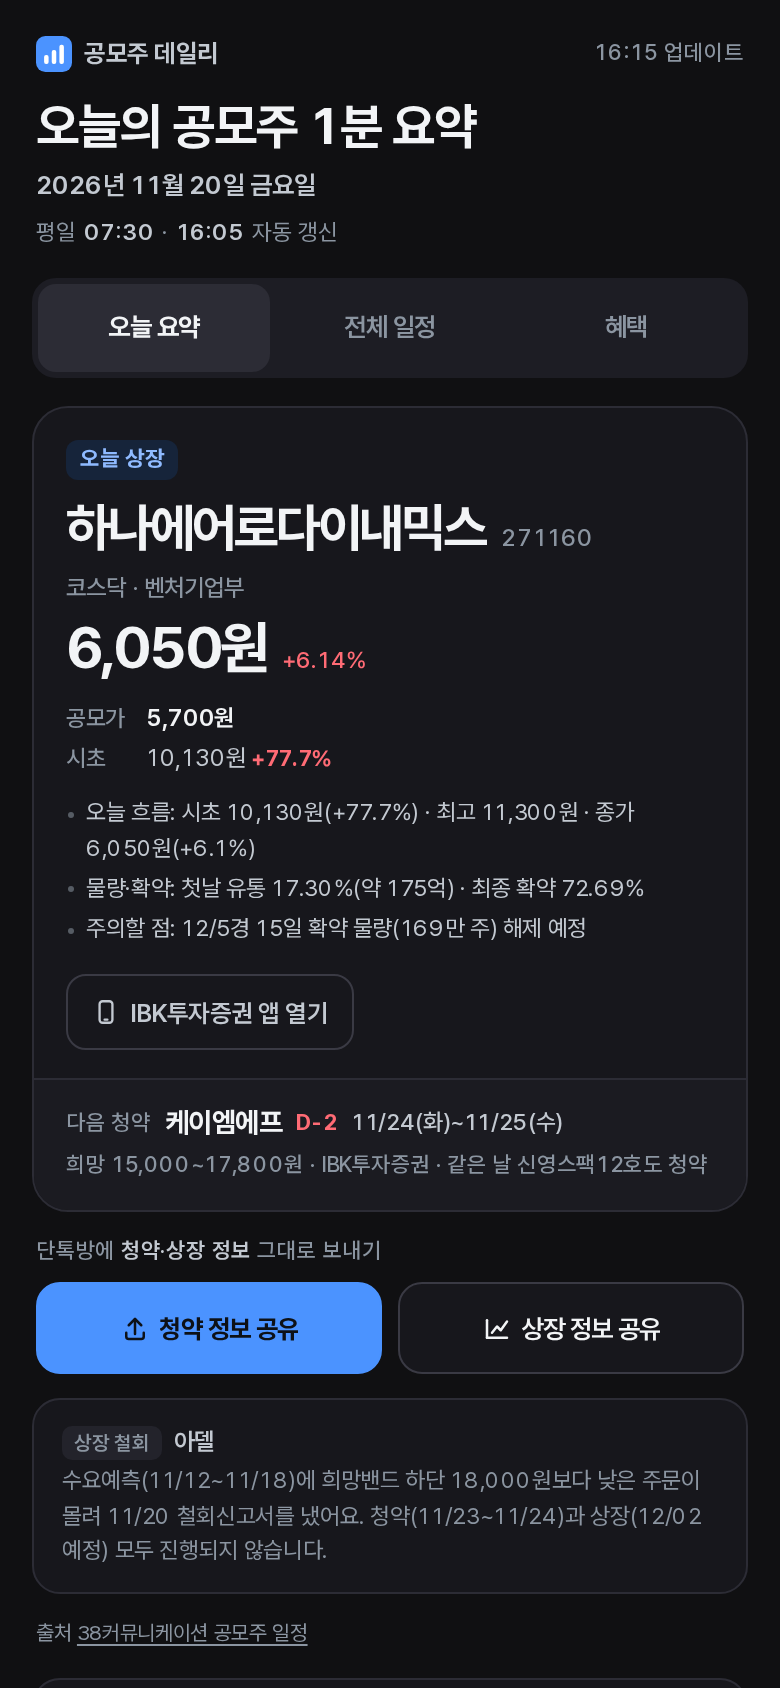 공모주 데일리
16:15 업데이트
오늘의 공모주 1분 요약
2026년 11월 20일 금요일
평일 07:30 · 16:05 자동 갱신
오늘 요약
전체 일정
혜택
오늘 상장
하나에어로다이내믹스 271160
코스닥 · 벤처기업부
6,050원 +6.14%
공모가 5,700원
시초 10,130원 +77.7%
• 오늘 흐름: 시초 10,130원(+77.7%) · 최고 11,300원 · 종가
6,050원(+6.1%)
• 물량·확약: 첫날 유통 17.30%(약 175억) · 최종 확약 72.69%
• 주의할 점: 12/5경 15일 확약 물량(169만 주) 해제 예정
IBK투자증권 앱 열기
다음 청약 케이엠에프 D-2 11/24(화)~11/25(수)
희망 15,000~17,800원 · IBK투자증권 · 같은 날 신영스팩12호도 청약
단톡방에 청약·상장 정보 그대로 보내기
청약 정보 공유
상장 정보 공유
상장 철회 아델
수요예측(11/12~11/18)에 희망밴드 하단 18,000원보다 낮은 주문이
몰려 11/20 철회신고서를 냈어요. 청약(11/23~11/24)과 상장(12/02
예정) 모두 진행되지 않습니다.
출처 38커뮤니케이션 공모주 일정